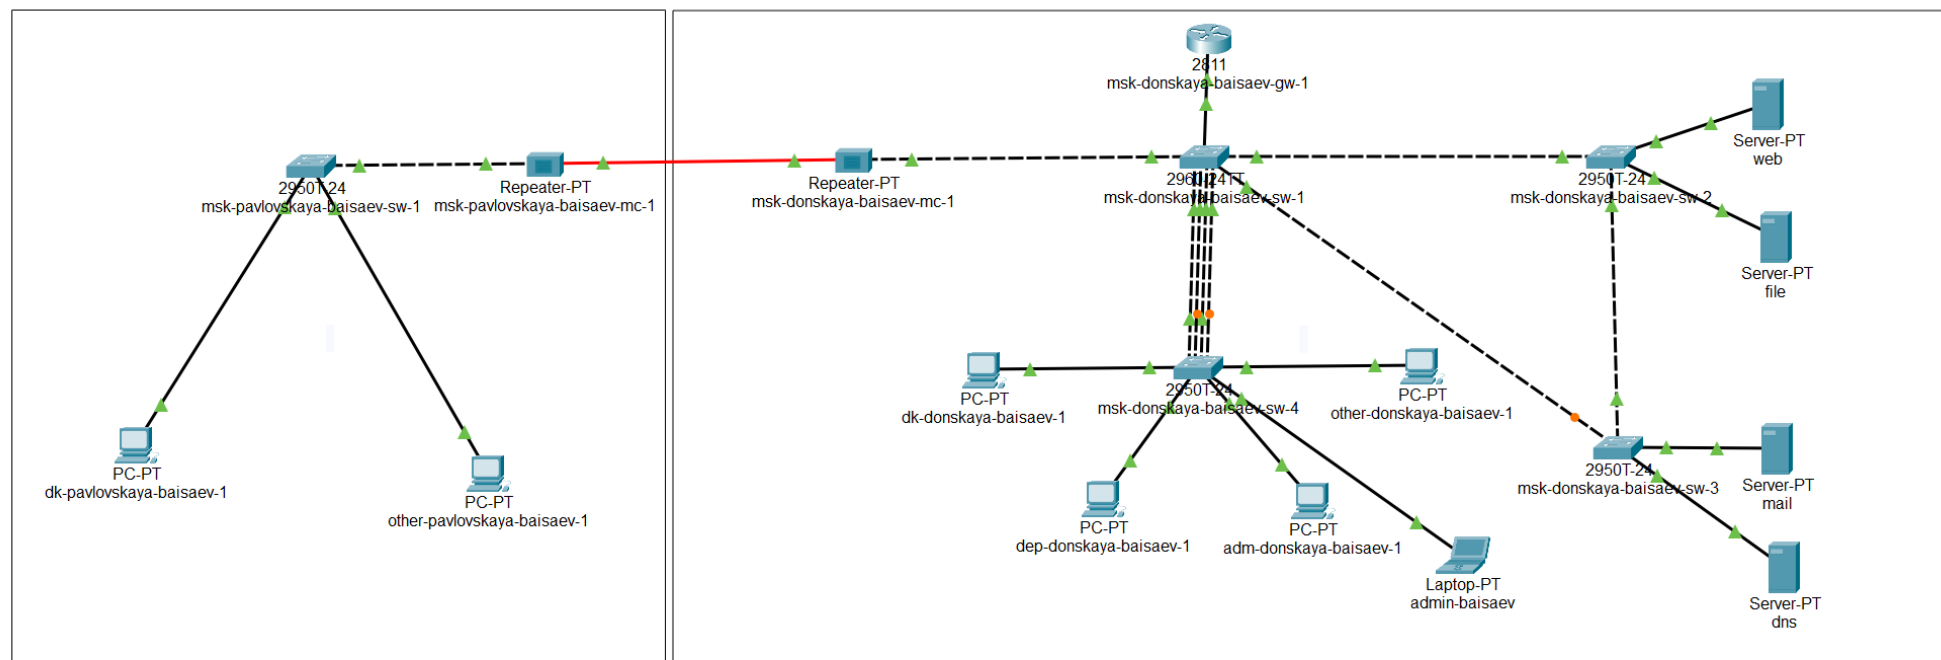 2811
msk-donskaya-baisaev-gw-1
Server-PT
web
2950T-24
msk-pavlovskaya-baisaev-sw-1
Repeater-PT
msk-pavlovskaya-baisaev-mc-1
Repeater-PT
msk-donskaya-baisaev-mc-1
2960-24TT
msk-donskaya-baisaev-sw-1
2950T-24
msk-donskaya-baisaev-sw-2
Server-PT
file
PC-PT
dk-donskaya-baisaev-1
2950T-24
msk-donskaya-baisaev-sw-4
PC-PT
other-donskaya-baisaev-1
PC-PT
dk-pavlovskaya-baisaev-1
PC-PT
other-pavlovskaya-baisaev-1
2950T-24
msk-donskaya-baisaev-sw-3
Server-PT
mail
PC-PT
dep-donskaya-baisaev-1
PC-PT
adm-donskaya-baisaev-1
Laptop-PT
admin-baisaev
Server-PT
dns